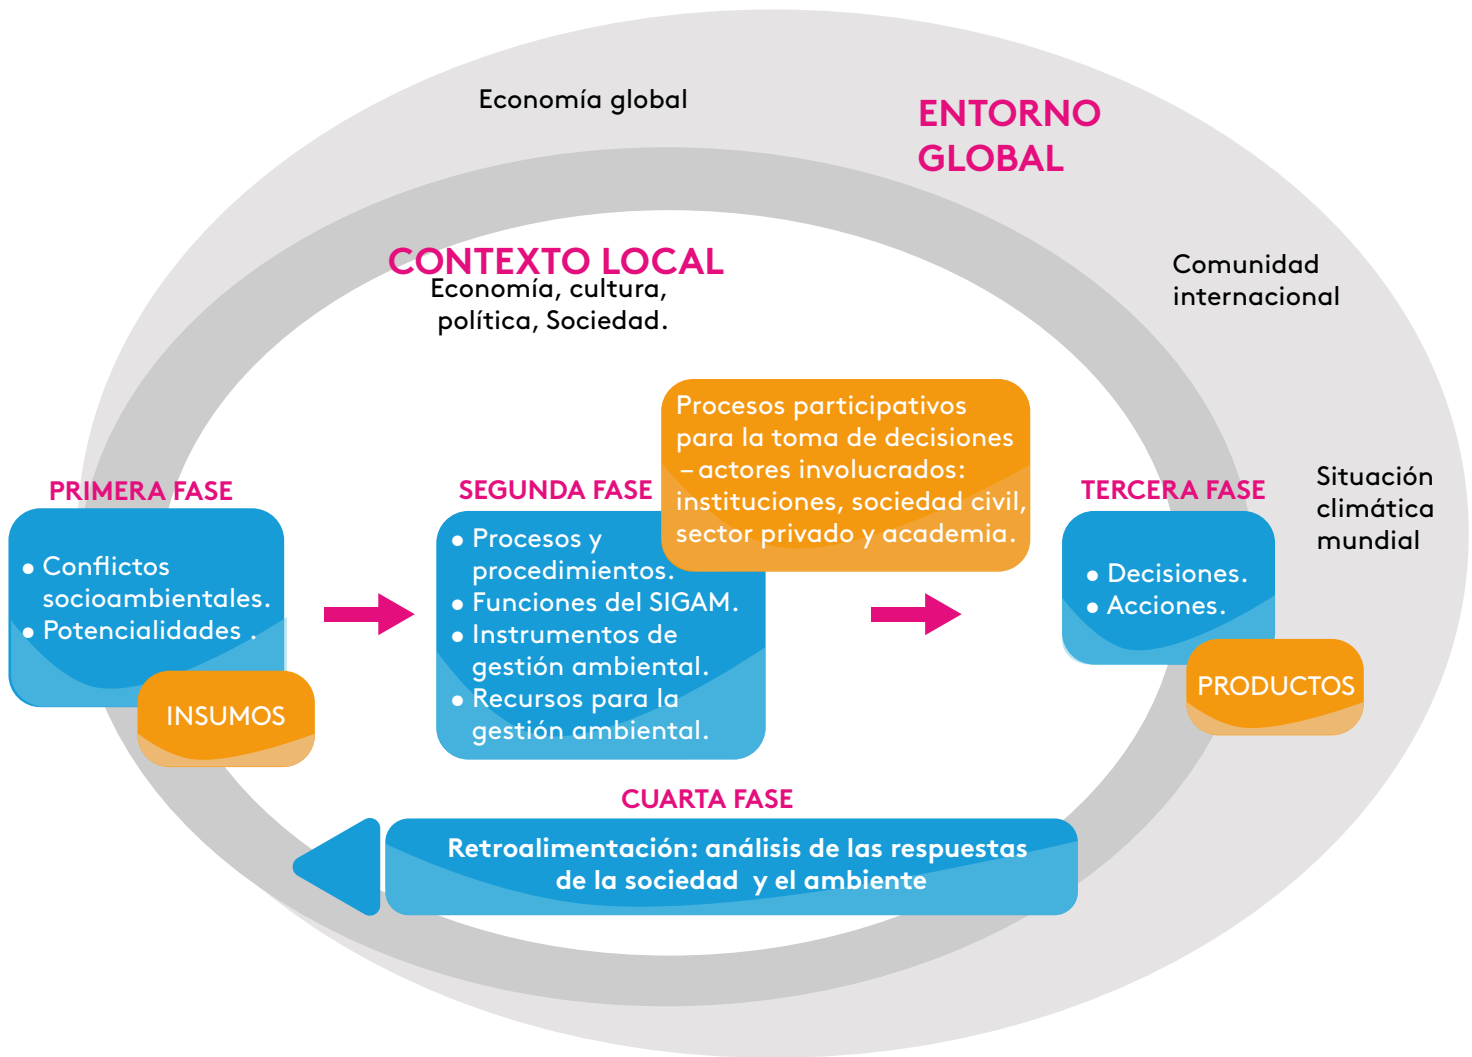 Economía global
ENTORNO
GLOBAL
CONTEXTO LOCAL
Economía, cultura,
política, Sociedad.
Comunidad
internacional
Situación
climática
mundial
PRIMERA FASE
• Conflictos
socioambientales.
• Potencialidades .
INSUMOS
SEGUNDA FASE
• Procesos y
procedimientos.
• Funciones del SIGAM.
• Instrumentos de
gestión ambiental.
• Recursos para la
gestión ambiental.
Procesos participativos
para la toma de decisiones
– actores involucrados:
instituciones, sociedad civil,
sector privado y academia.
TERCERA FASE
• Decisiones.
• Acciones.
PRODUCTOS
CUARTA FASE
Retroalimentación: análisis de las respuestas
de la sociedad y el ambiente